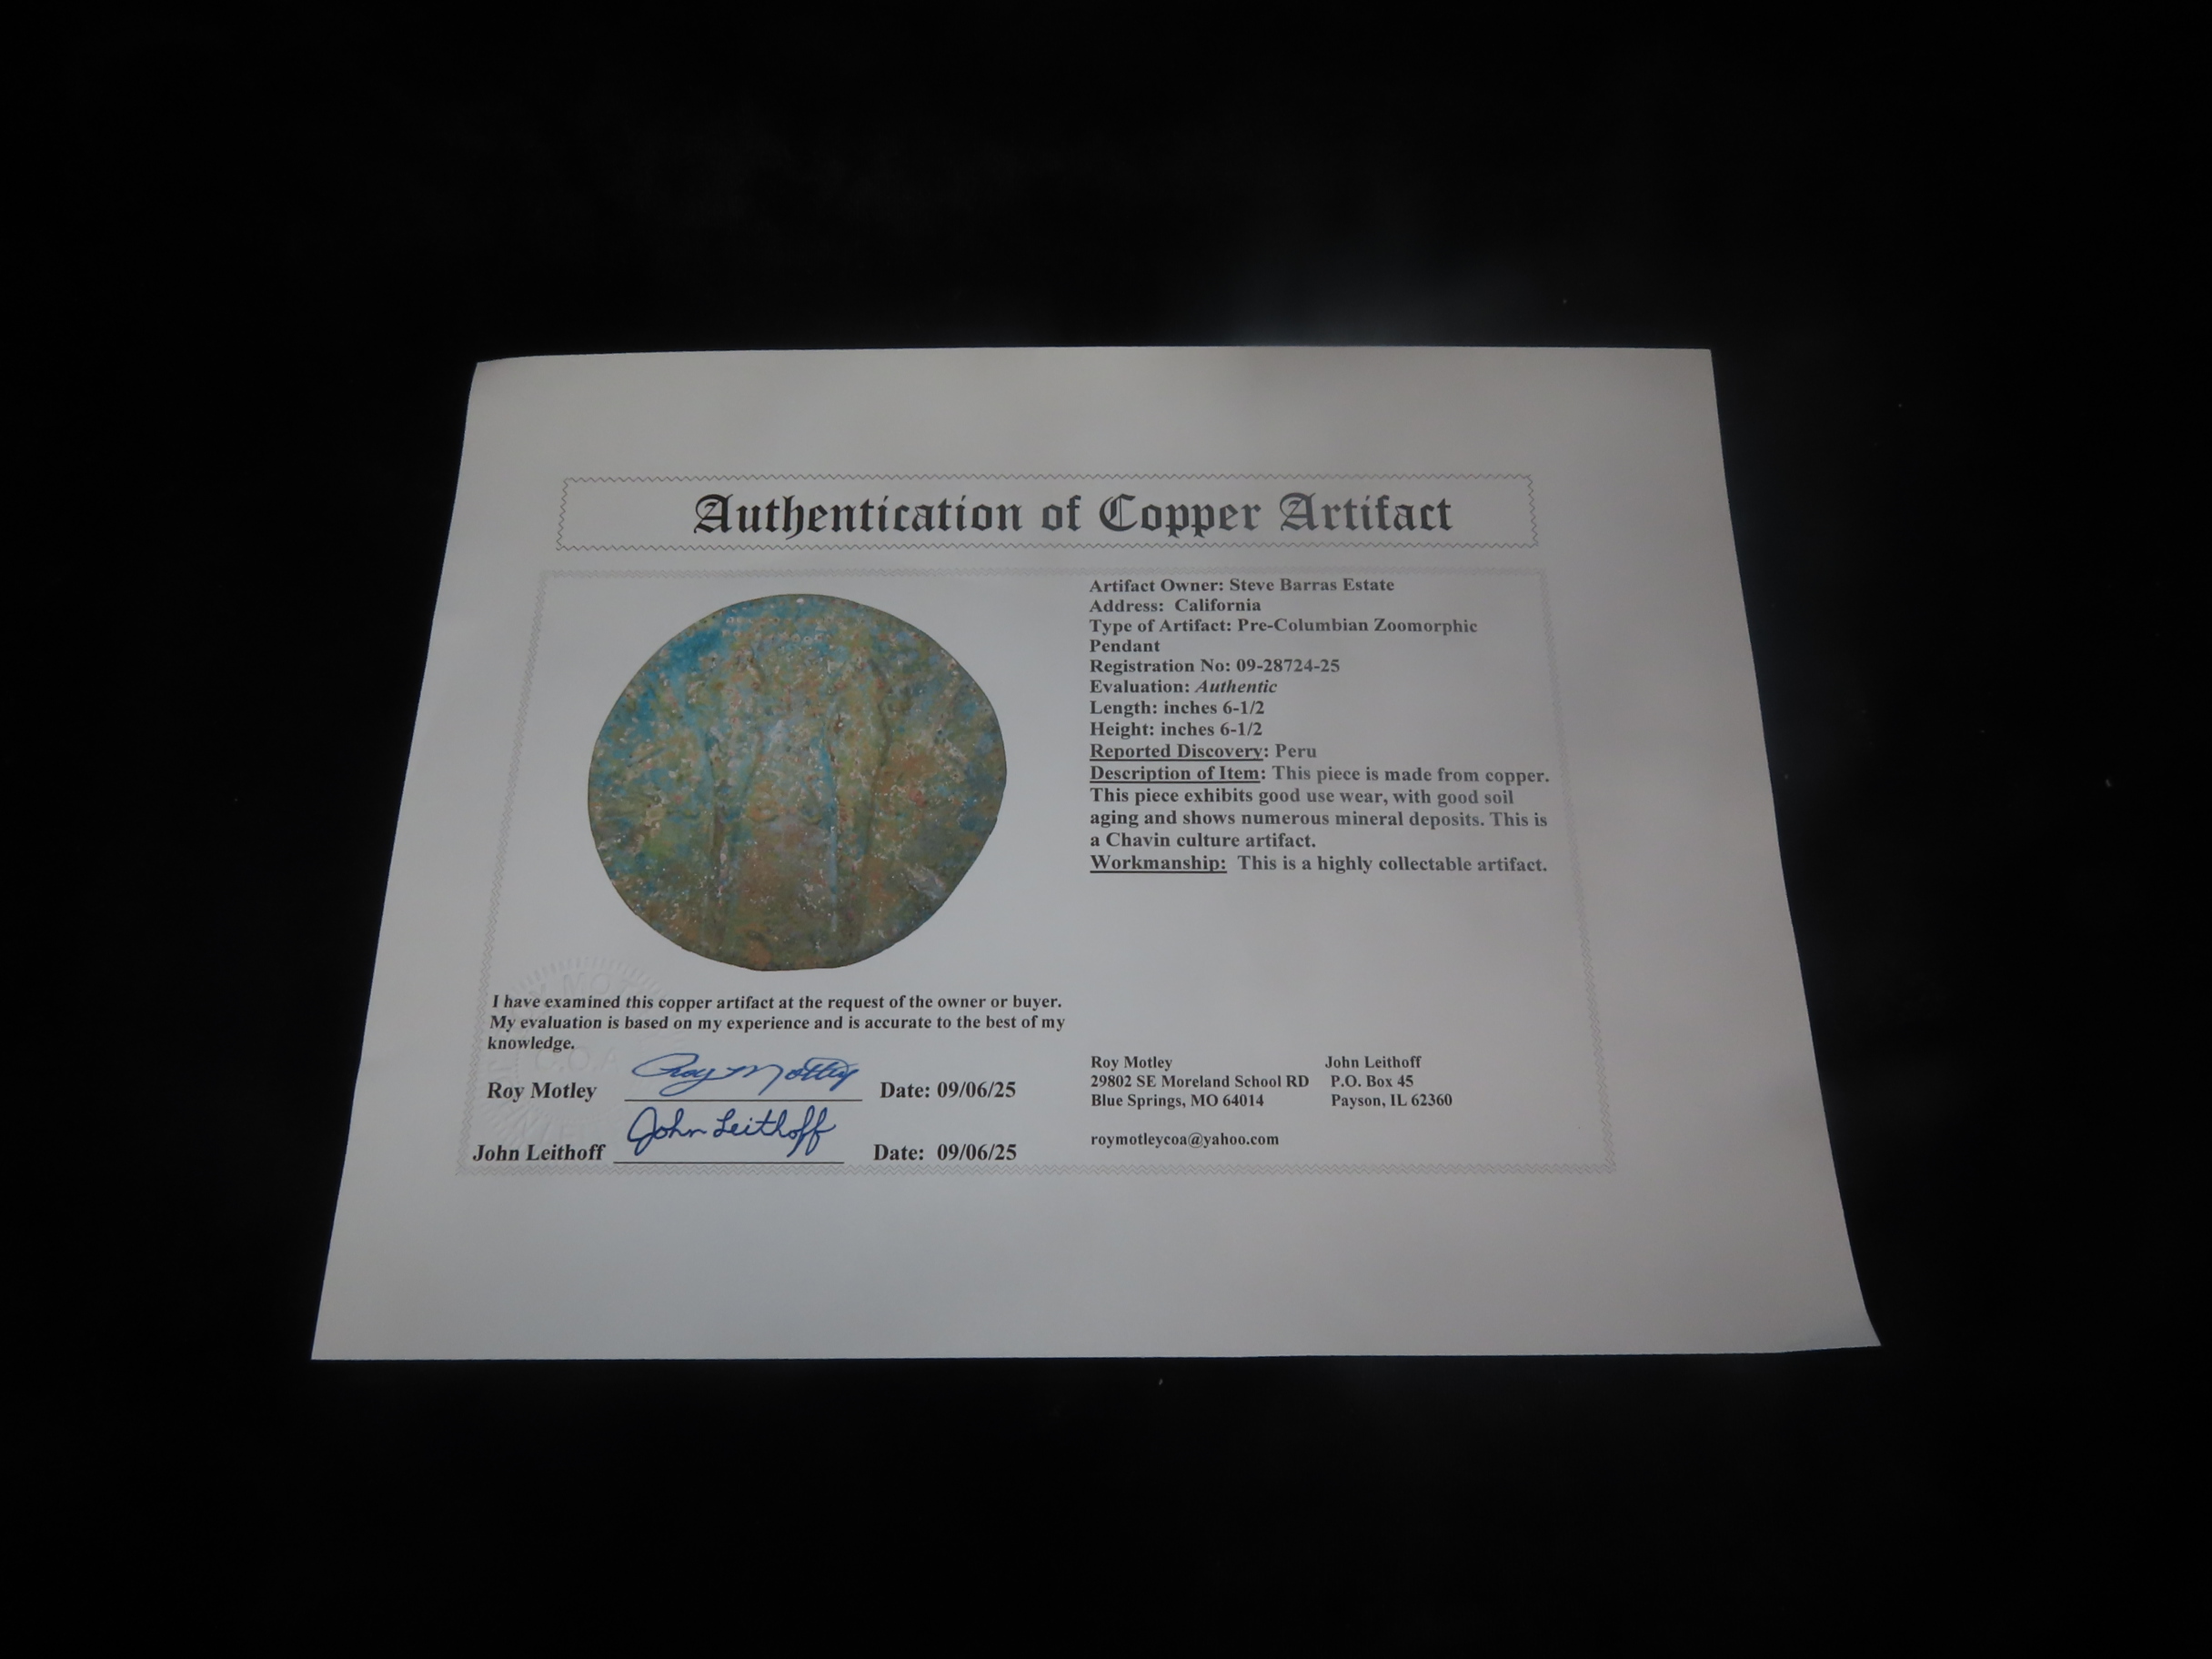 Authentication of Copper Artifact
Artifact Owner: Steve Barras Estate
Address: California
Type of Artifact: Pre-Columbian Zoomorphic
Pendant
Registration No: 09-28724-25
Evaluation: Authentic
Length: inches 6-1/2
Height: inches 6-1/2
Reported Discovery: Peru
Description of Item: This piece is made from copper.
This piece exhibits good use wear, with good soil
aging and shows numerous mineral deposits. This is
a Chavin culture artifact.
Workmanship: This is a highly collectable artifact.
I have examined this copper artifact at the request of the owner or buyer.
My evaluation is based on my experience and is accurate to the best of my
knowledge.
Roy Motley Roy Motley Date: 09/06/25
John Leithoff John Leithoff Date: 09/06/25
Roy Motley
29802 SE Moreland School RD
Blue Springs, MO 64014
roymotleycoa@yahoo.com
John Leithoff
P.O. Box 45
Payson, IL 62360